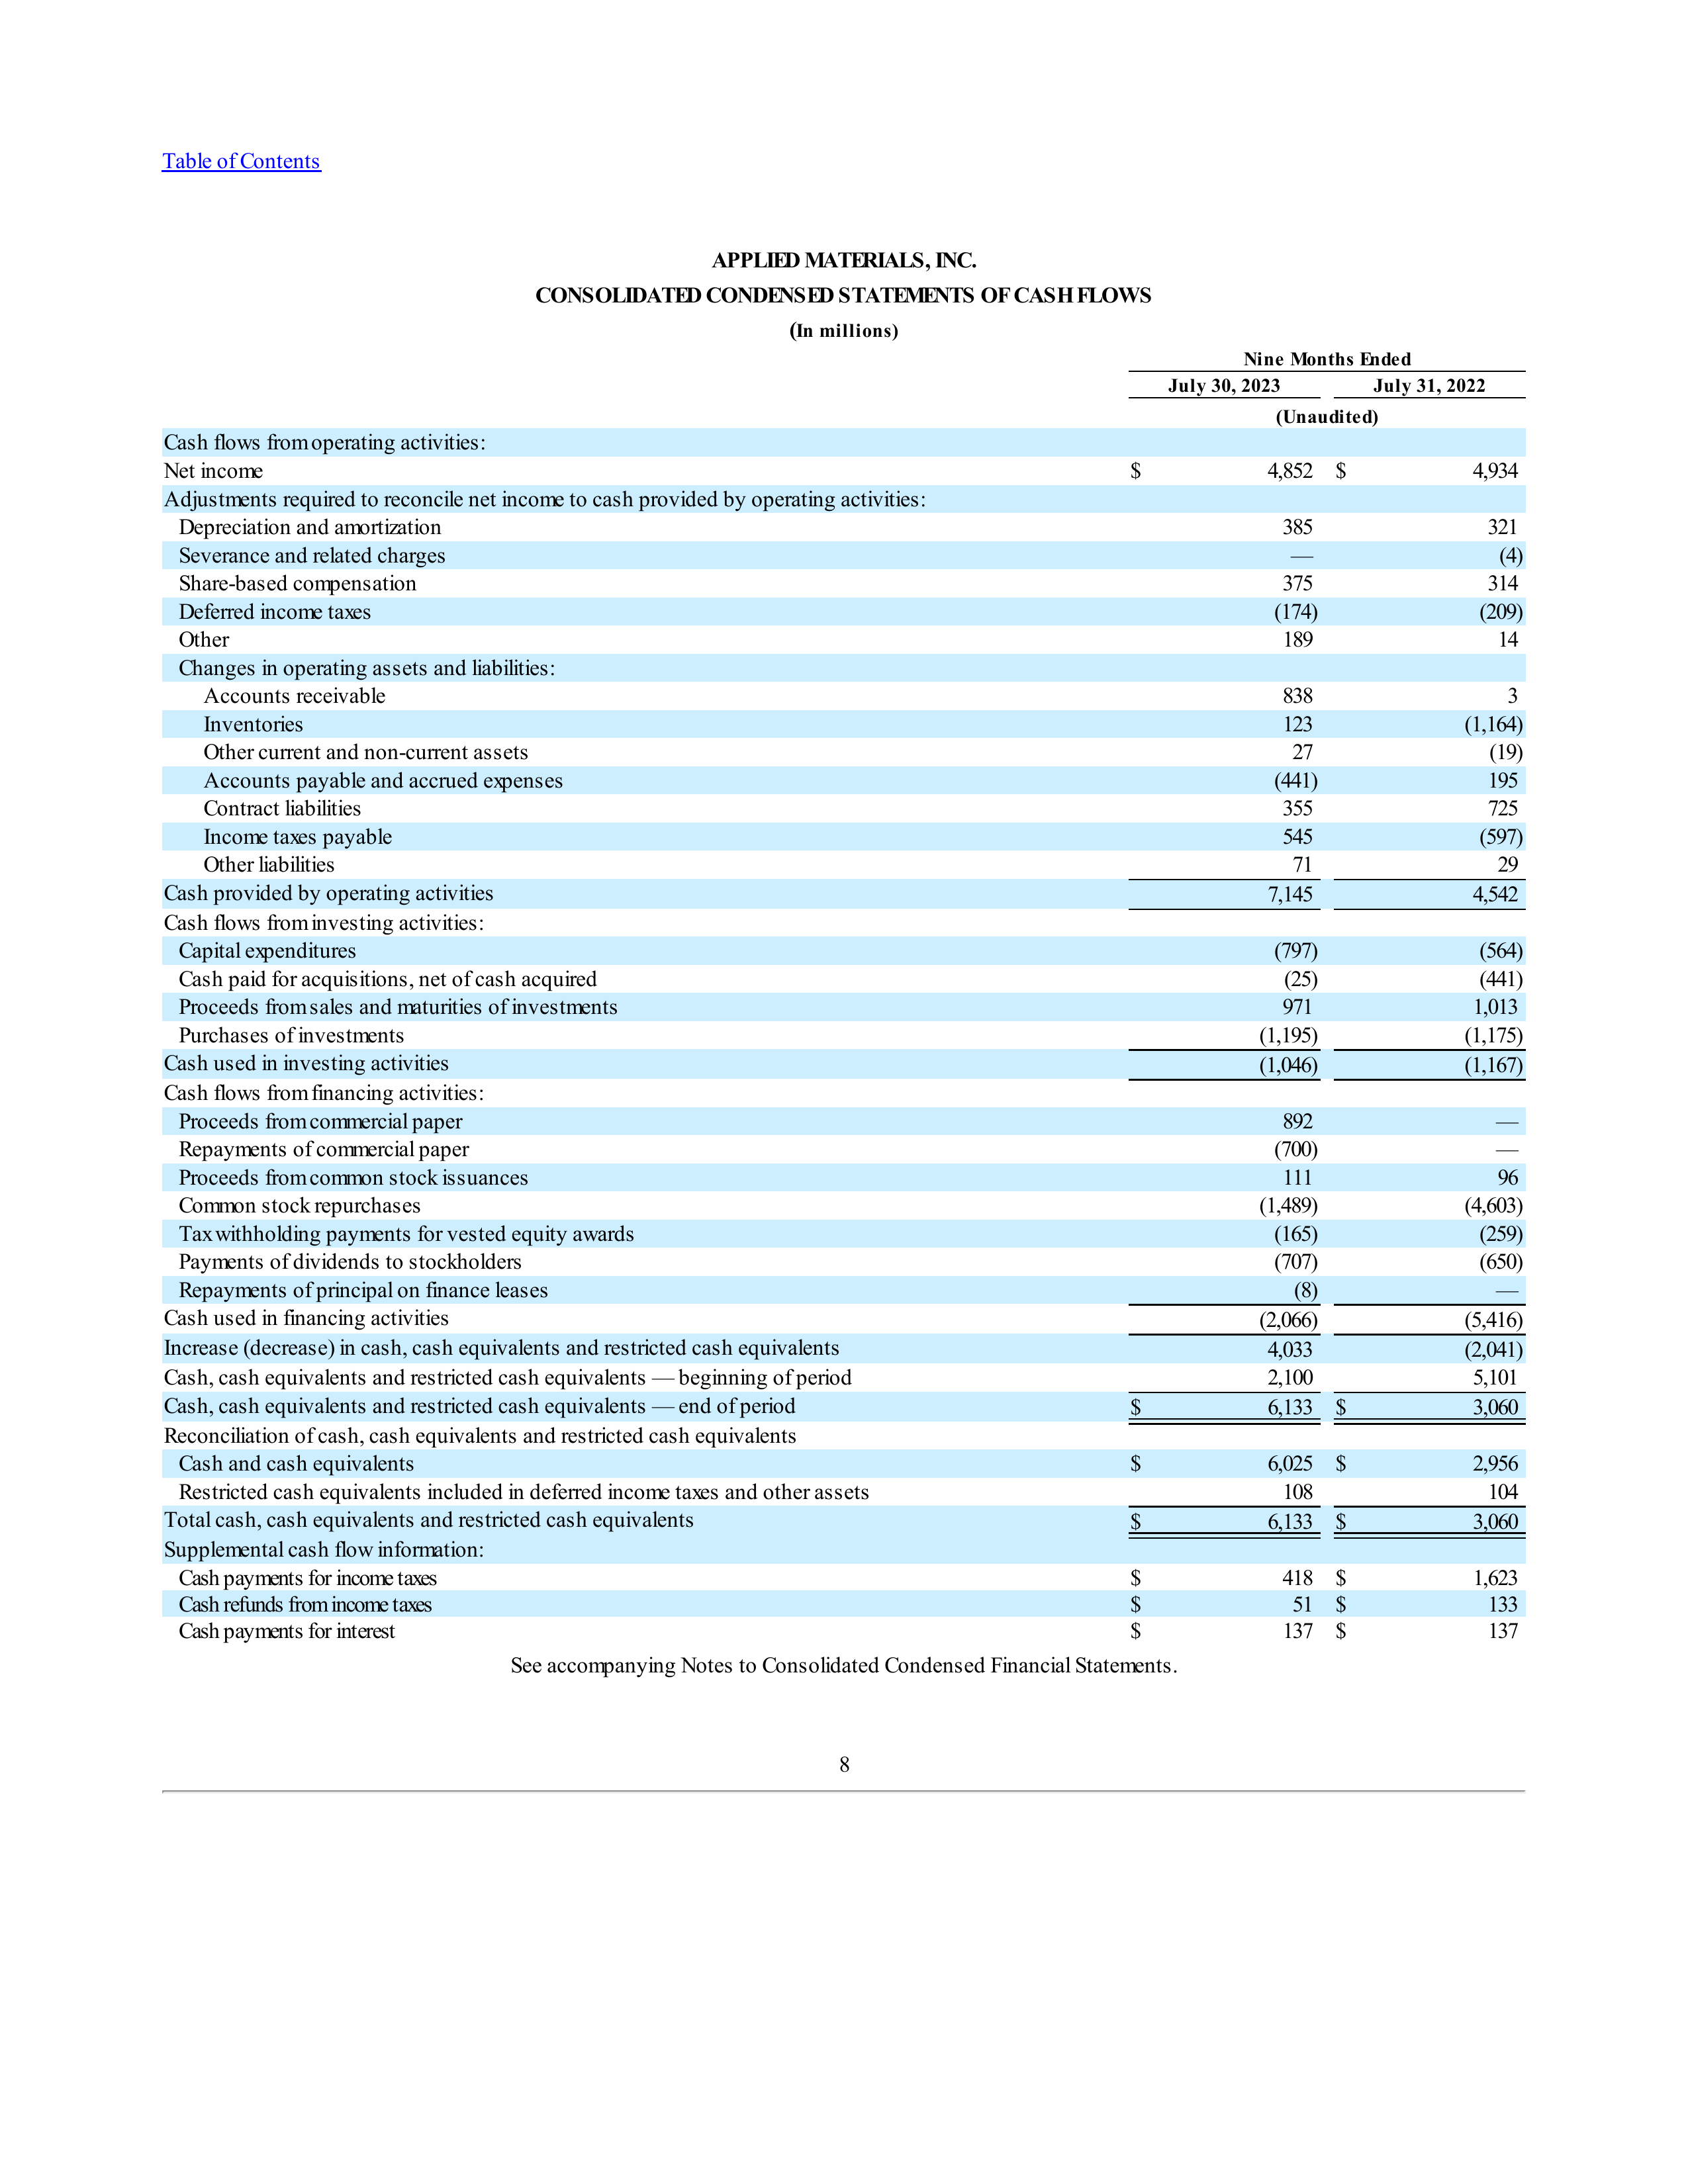 Table of Contents
APPLIED MATERIALS, INC.
CONSOLIDATED CONDENSED STATEMENTS OF CASH FLOWS
(In millions)
Nine Months Ended
July 30, 2023 July 31, 2022
(Unaudited)
Cash flows from operating activities:
Net income $ 4,852 $ 4,934
Adjustments required to reconcile net income to cash provided by operating activities:
Depreciation and amortization 385 321
Severance and related charges — (4)
Share-based compensation 375 314
Deferred income taxes (174) (209)
Other 189 14
Changes in operating assets and liabilities:
Accounts receivable 838 3
Inventories 123 (1,164)
Other current and non-current assets 27 (19)
Accounts payable and accrued expenses (441) 195
Contract liabilities 355 725
Income taxes payable 545 (597)
Other liabilities 71 29
Cash provided by operating activities 7,145 4,542
Cash flows from investing activities:
Capital expenditures (797) (564)
Cash paid for acquisitions, net of cash acquired (25) (441)
Proceeds from sales and maturities of investments 971 1,013
Purchases of investments (1,195) (1,175)
Cash used in investing activities (1,046) (1,167)
Cash flows from financing activities:
Proceeds from commercial paper 892 —
Repayments of commercial paper (700) —
Proceeds from common stock issuances 111 96
Common stock repurchases (1,489) (4,603)
Tax withholding payments for vested equity awards (165) (259)
Payments of dividends to stockholders (707) (650)
Repayments of principal on finance leases (8) —
Cash used in financing activities (2,066) (5,416)
Increase (decrease) in cash, cash equivalents and restricted cash equivalents 4,033 (2,041)
Cash, cash equivalents and restricted cash equivalents — beginning of period 2,100 5,101
Cash, cash equivalents and restricted cash equivalents — end of period $ 6,133 $ 3,060
Reconciliation of cash, cash equivalents and restricted cash equivalents
Cash and cash equivalents $ 6,025 $ 2,956
Restricted cash equivalents included in deferred income taxes and other assets 108 104
Total cash, cash equivalents and restricted cash equivalents $ 6,133 $ 3,060
Supplemental cash flow information:
Cash payments for income taxes $ 418 $ 1,623
Cash refunds from income taxes $ 51 $ 133
Cash payments for interest $ 137 $ 137
See accompanying Notes to Consolidated Condensed Financial Statements.
8